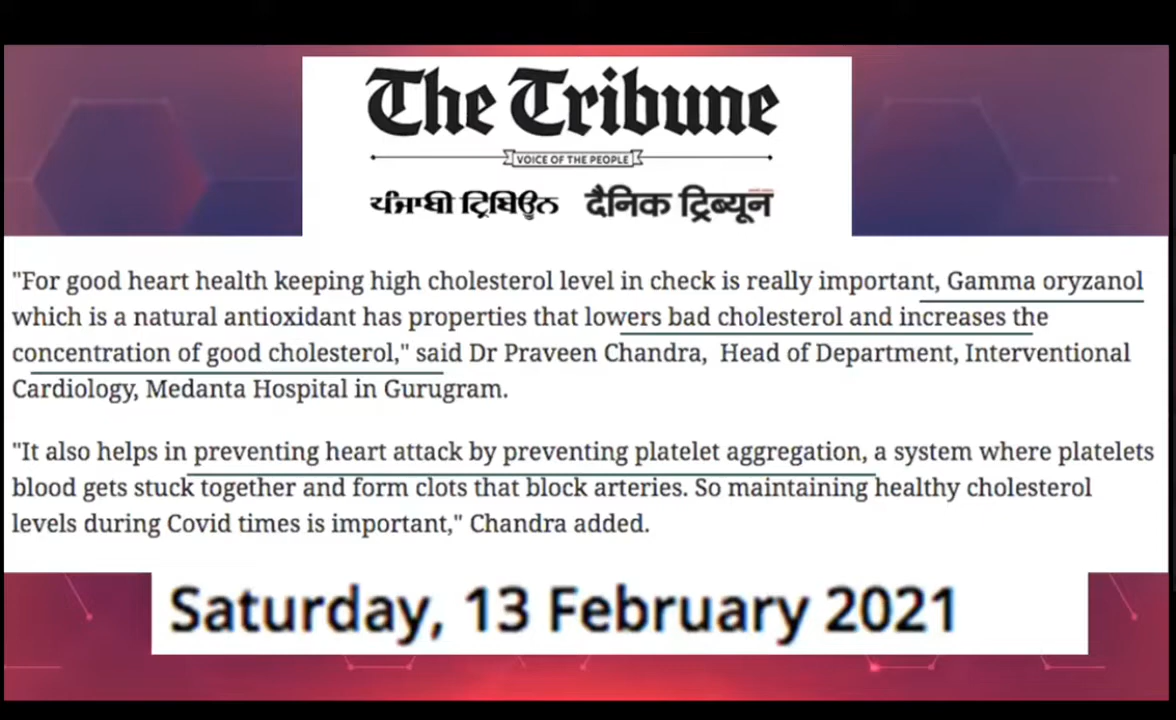 The Tribune
VOICE OF THE PEOPLE
ਪੰਜਾਬੀ ਟ੍ਰਿਬਿਊਨ दैनिक ट्रिब्यून
"For good heart health keeping high cholesterol level in check is really important, Gamma oryzanol
which is a natural antioxidant has properties that lowers bad cholesterol and increases the
concentration of good cholesterol," said Dr Praveen Chandra, Head of Department, Interventional
Cardiology, Medanta Hospital in Gurugram.
"It also helps in preventing heart attack by preventing platelet aggregation, a system where platelets
blood gets stuck together and form clots that block arteries. So maintaining healthy cholesterol
levels during Covid times is important," Chandra added.
Saturday, 13 February 2021